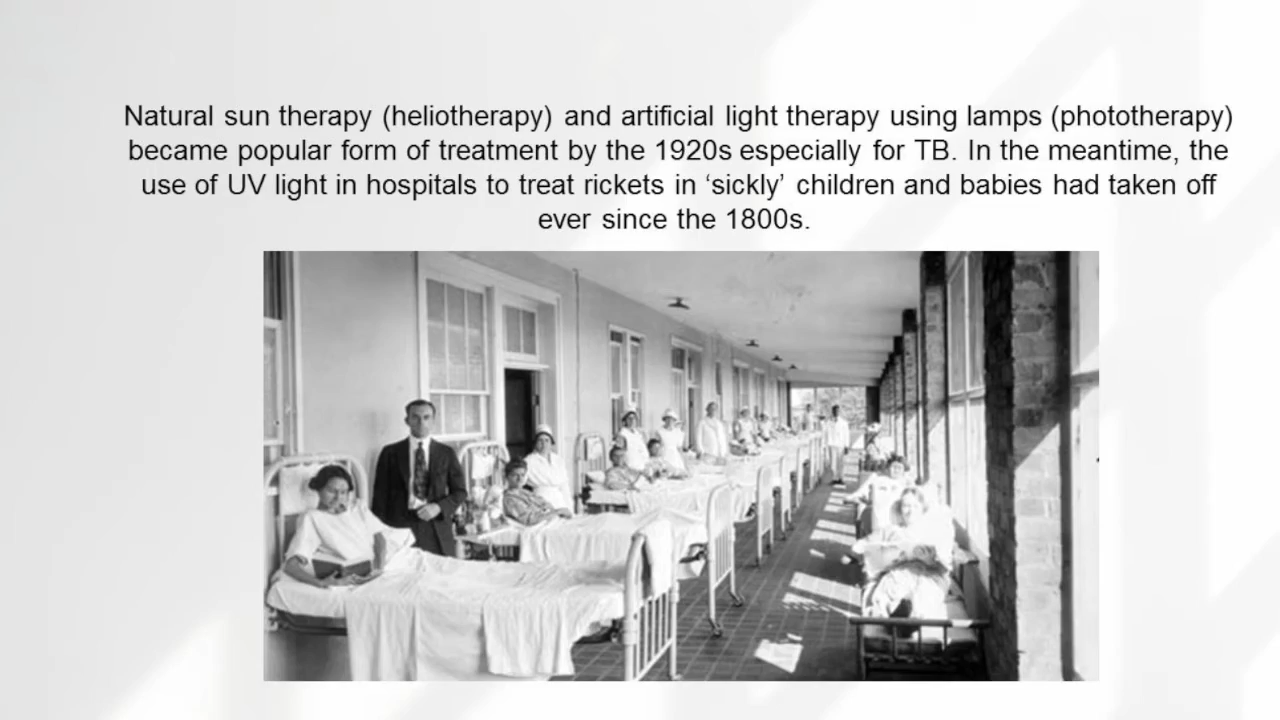 Natural sun therapy (heliotherapy) and artificial light therapy using lamps (phototherapy)
became popular form of treatment by the 1920s especially for TB. In the meantime, the
use of UV light in hospitals to treat rickets in ‘sickly’ children and babies had taken off
ever since the 1800s.